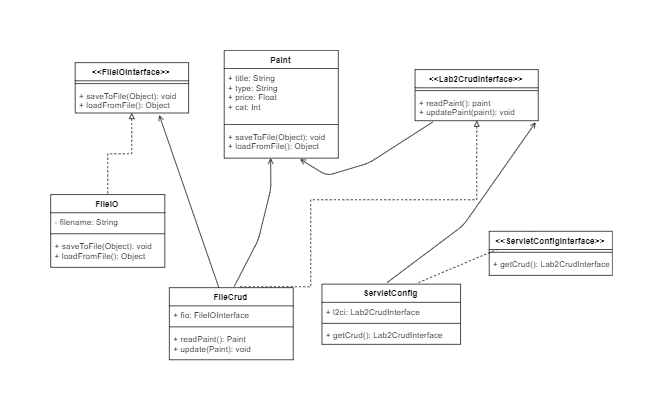 <<FileIOInterface>>
+ saveToFile(Object): void
+ loadFromFile(): Object
Paint
+ title: String
+ type: String
+ price: Float
+ cat: Int
+ saveToFile(Object): void
+ loadFromFile(): Object
<<Lab2CrudInterface>>
+ readPaint(): paint
+ updatePaint(paint): void
FileIO
- filename: String
+ saveToFile(Object): void
+ loadFromFile(): Object
<<ServletConfigInterface>>
+ getCrud(): Lab2CrudInterface
FileCrud
+ fio: FileIOInterface
+ readPaint(): Paint
+ update(Paint): void
ServletConfig
+ l2ci: Lab2CrudInterface
+ getCrud(): Lab2CrudInterface